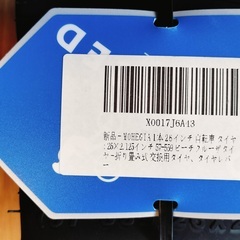 X0017J6A43
新品 - MOHEGIA 1本 26インチ 自転車 タイヤ
:26×2.125インチ 57-559 ビーチクルーザタイ
ヤー折り畳み式 交換用タイヤ、タイヤレバ
ー